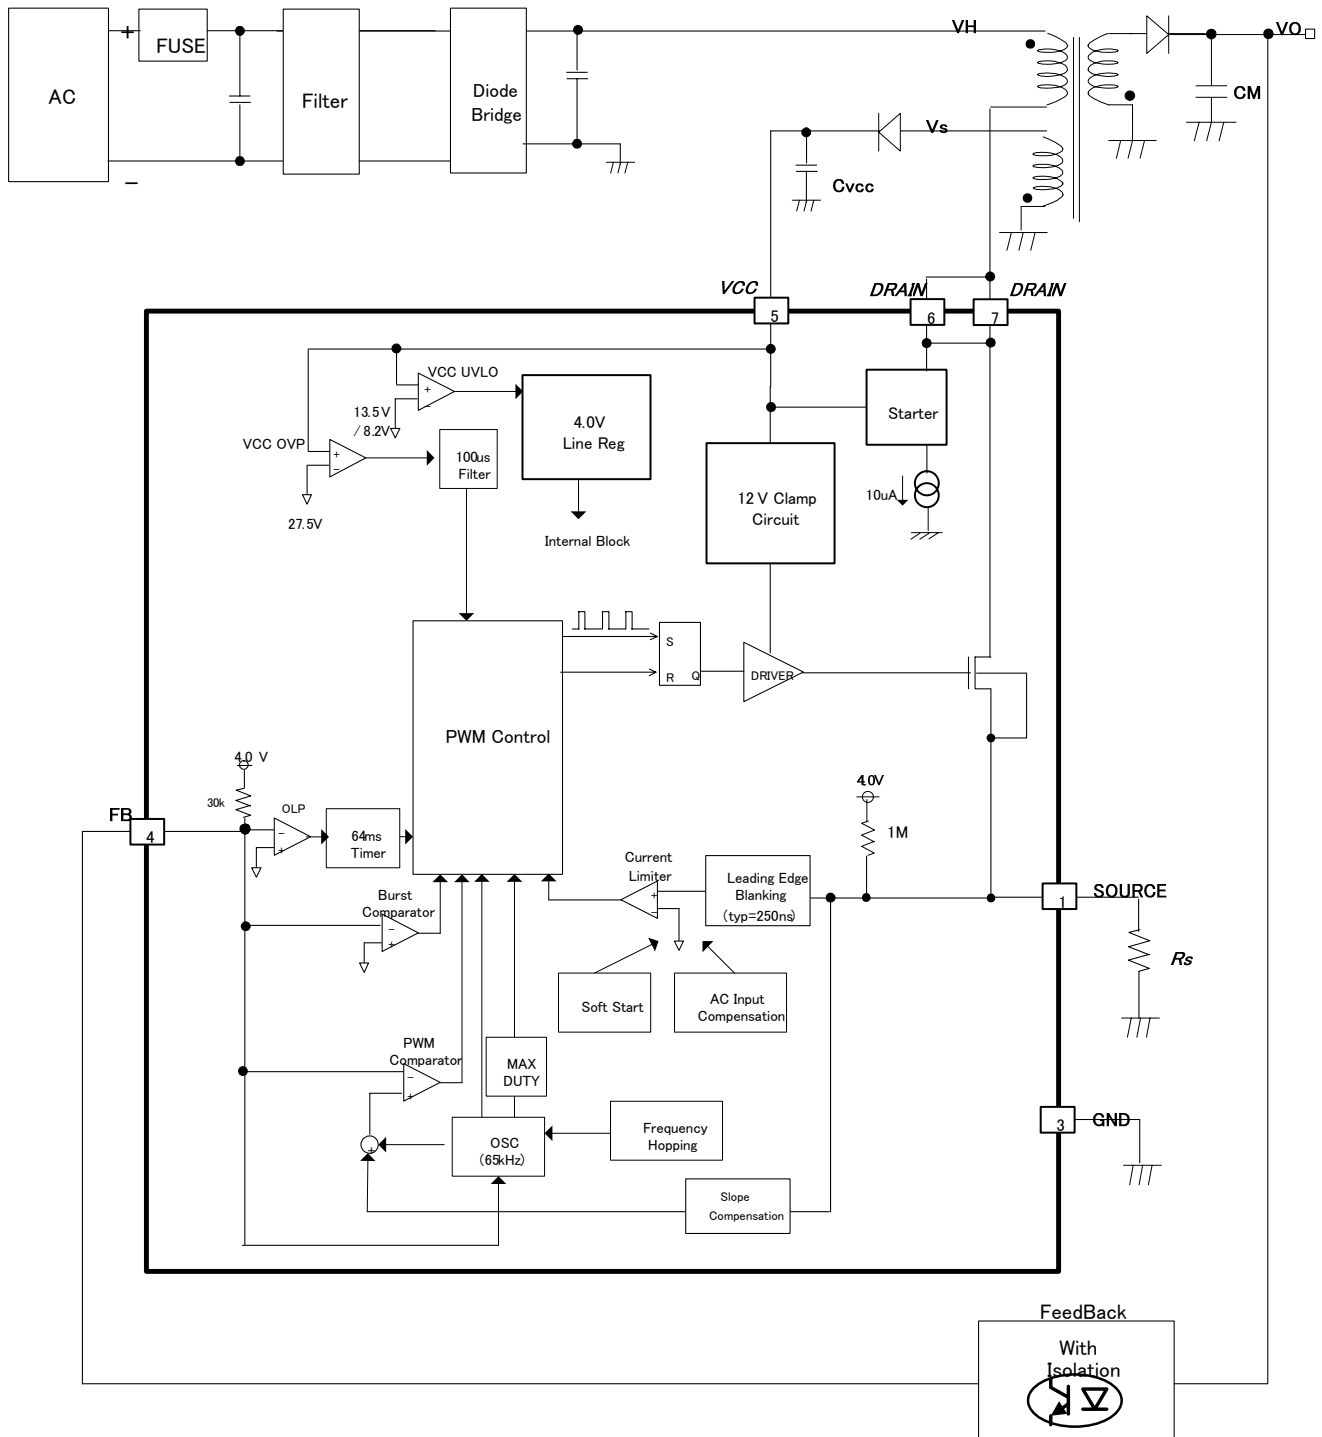 VH
VO
+
FUSE
AC
Filter
Diode
Bridge
CM
Vs
Cvcc
−
VCC
DRAIN
DRAIN
5
6
7
VCC UVLO
+
−
13.5V
/ 8.2V
4.0V
Line Reg
Starter
VCC OVP
+
−
100us
Filter
27.5V
10uA
12 V Clamp
Circuit
Internal Block
S
R
Q
DRIVER
PWM Control
4.0 V
30k
OLP
−
+
FB
4
64ms
Timer
4.0V
1M
Current
Limiter
+
−
Leading Edge
Blanking
(typ=250ns)
SOURCE
1
Burst
Comparator
−
+
Rs
Soft Start
AC Input
Compensation
PWM
Comparator
−
+
MAX
DUTY
GND
3
OSC
(65kHz)
Frequency
Hopping
+
Slope
Compensation
FeedBack
With
Isolation